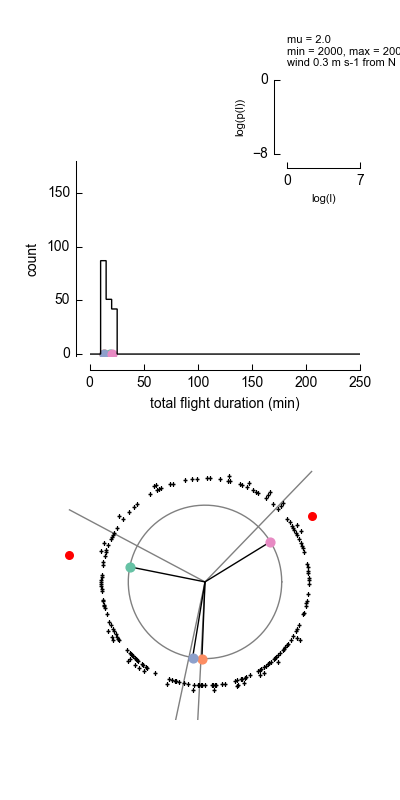 mu = 2.0
min = 2000, max = 200
wind 0.3 m s-1 from N
0
log(p(l))
−8
0 7
log(l)
150
100
count
50
0
0 50 100 150 200 250
total flight duration (min)